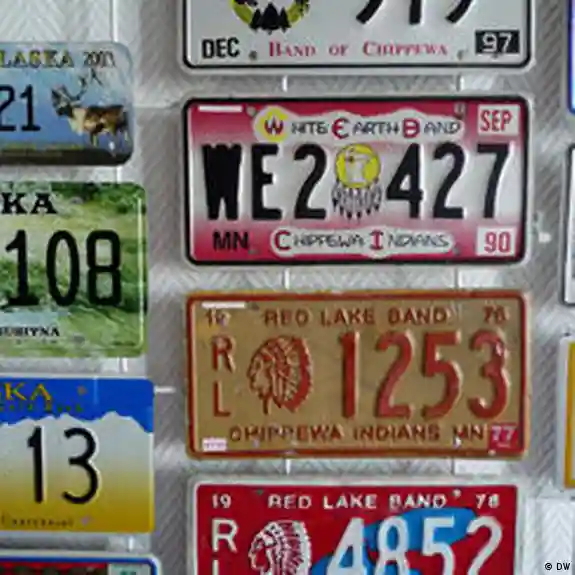 DEC BAND OF CHIPPEWA 97
ALASKA
21
WHITE EARTH BAND SEP
WE2 427
MN CHIPPEWA INDIANS 90
KA
108
19 RED LAKE BAND 76
RL 1253
CHIPPEWA INDIANS MN 77
KA
13
19 RED LAKE BAND 78
RL 4852
© DW